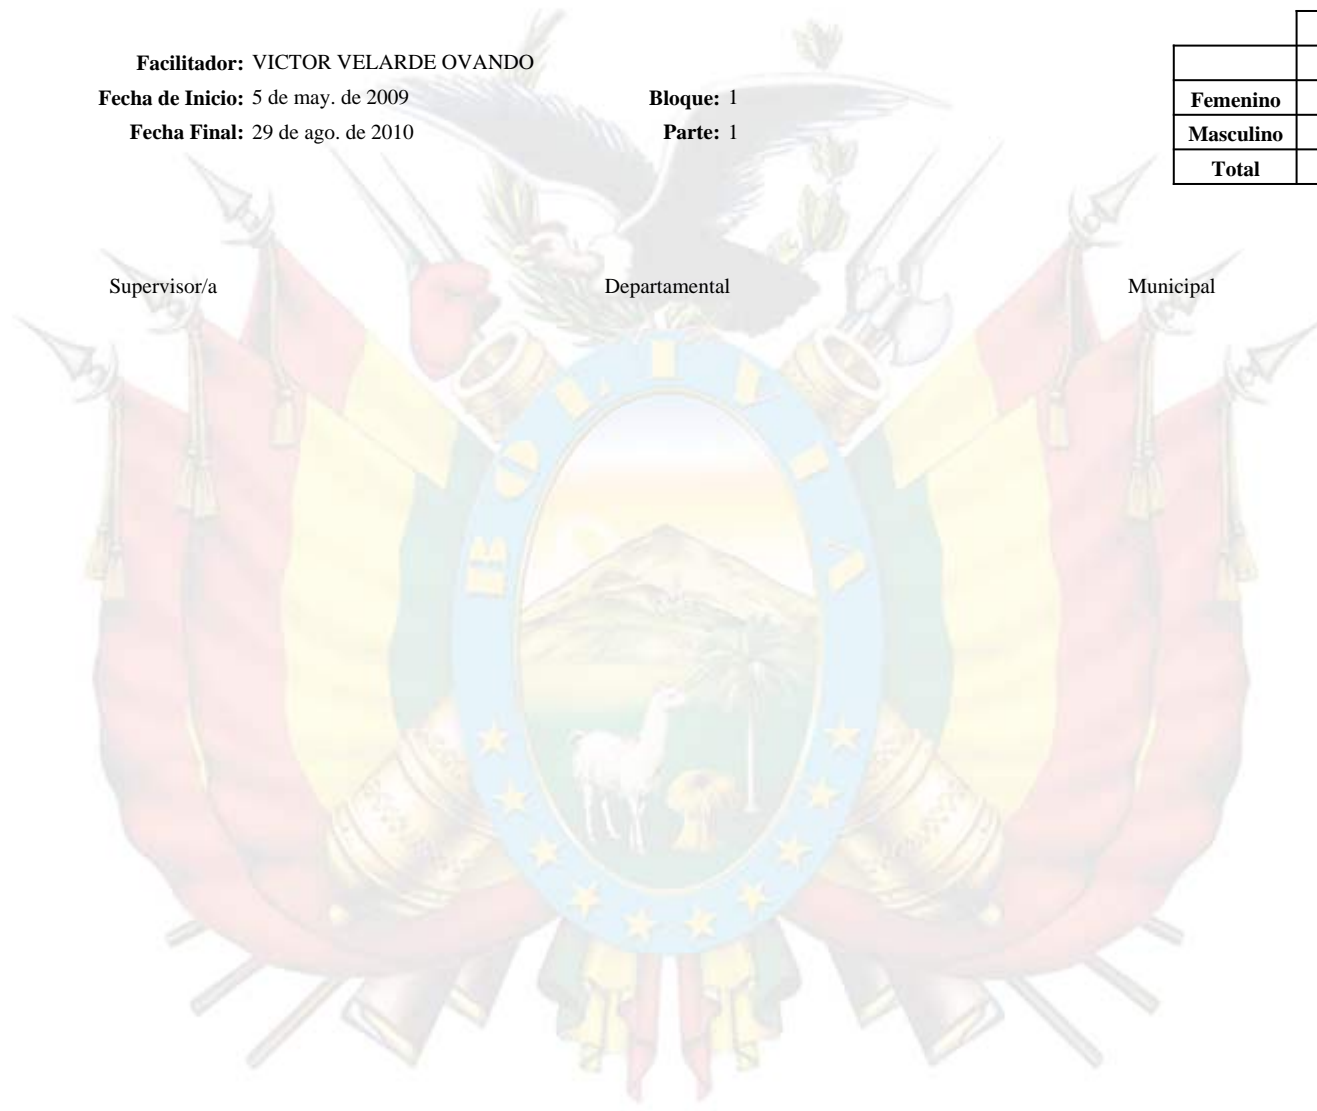 Facilitador: VICTOR VELARDE OVANDO
Fecha de Inicio: 5 de may. de 2009 Bloque: 1
Fecha Final: 29 de ago. de 2010 Parte: 1
Femenino
Masculino
Total
Supervisor/a Departamental Municipal
BOLIVIA